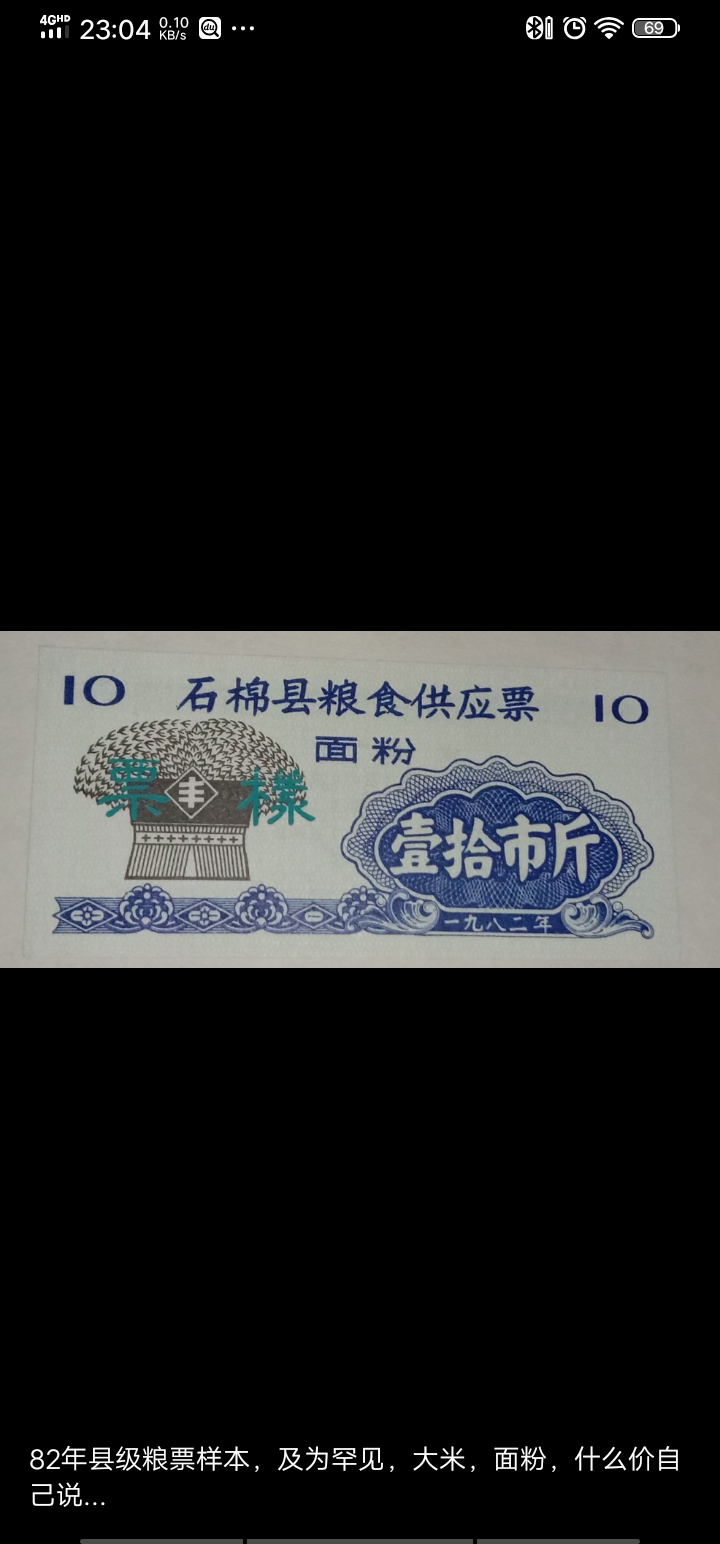 4GHD 23:04 0.10 KB/s du ... 69
10 石棉县粮食供应票 10
面粉
票樣
丰
壹拾市斤
一九八二年
82年县级粮票样本，及为罕见，大米，面粉，什么价自
己说...